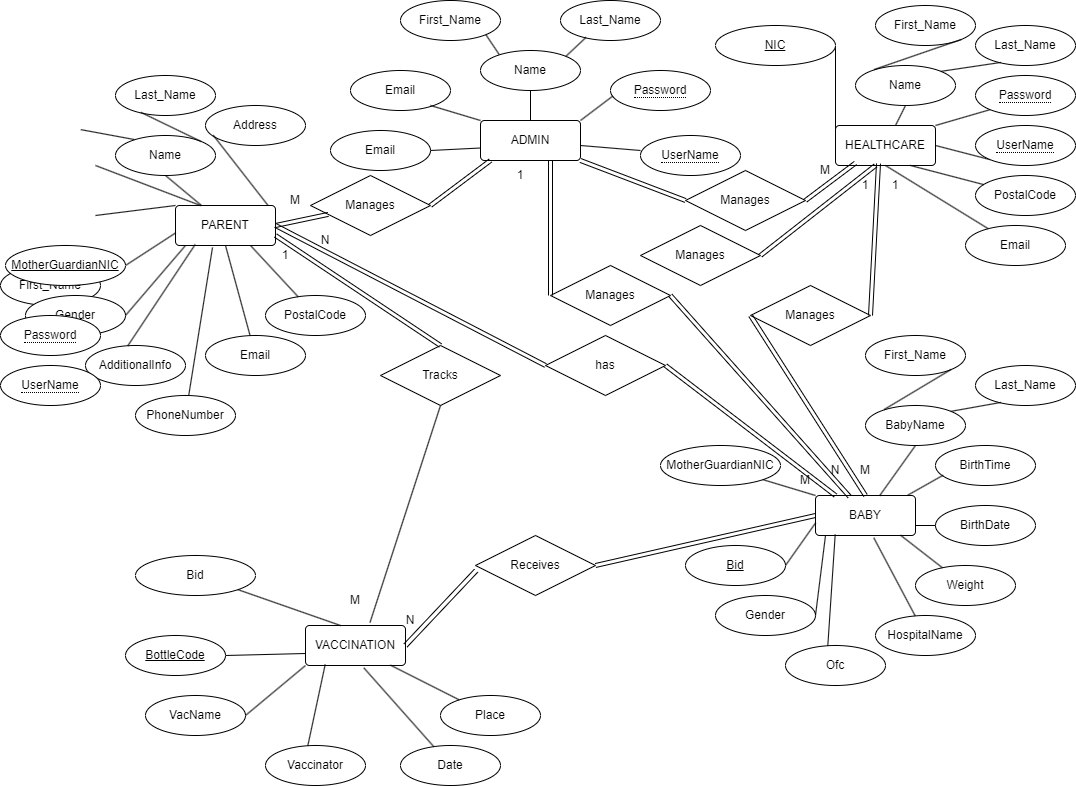 First_Name
Last_Name
First_Name
NIC
Last_Name
Name
Name
Email
Password
Last_Name
Password
Address
ADMIN
HEALTHCARE
UserName
Email
UserName
Name
M
1
1
1
PostalCode
M
Manages
Manages
PARENT
N
Email
1
Manages
MotherGuardianNIC
First_Name
Manages
Gender
PostalCode
Manages
Password
Email
First_Name
AdditionalInfo
has
Tracks
UserName
Last_Name
PhoneNumber
BabyName
MotherGuardianNIC
N
M
BirthTime
M
BABY
BirthDate
Receives
Bid
Bid
Weight
M
Gender
N
HospitalName
VACCINATION
BottleCode
Ofc
VacName
Place
Vaccinator
Date